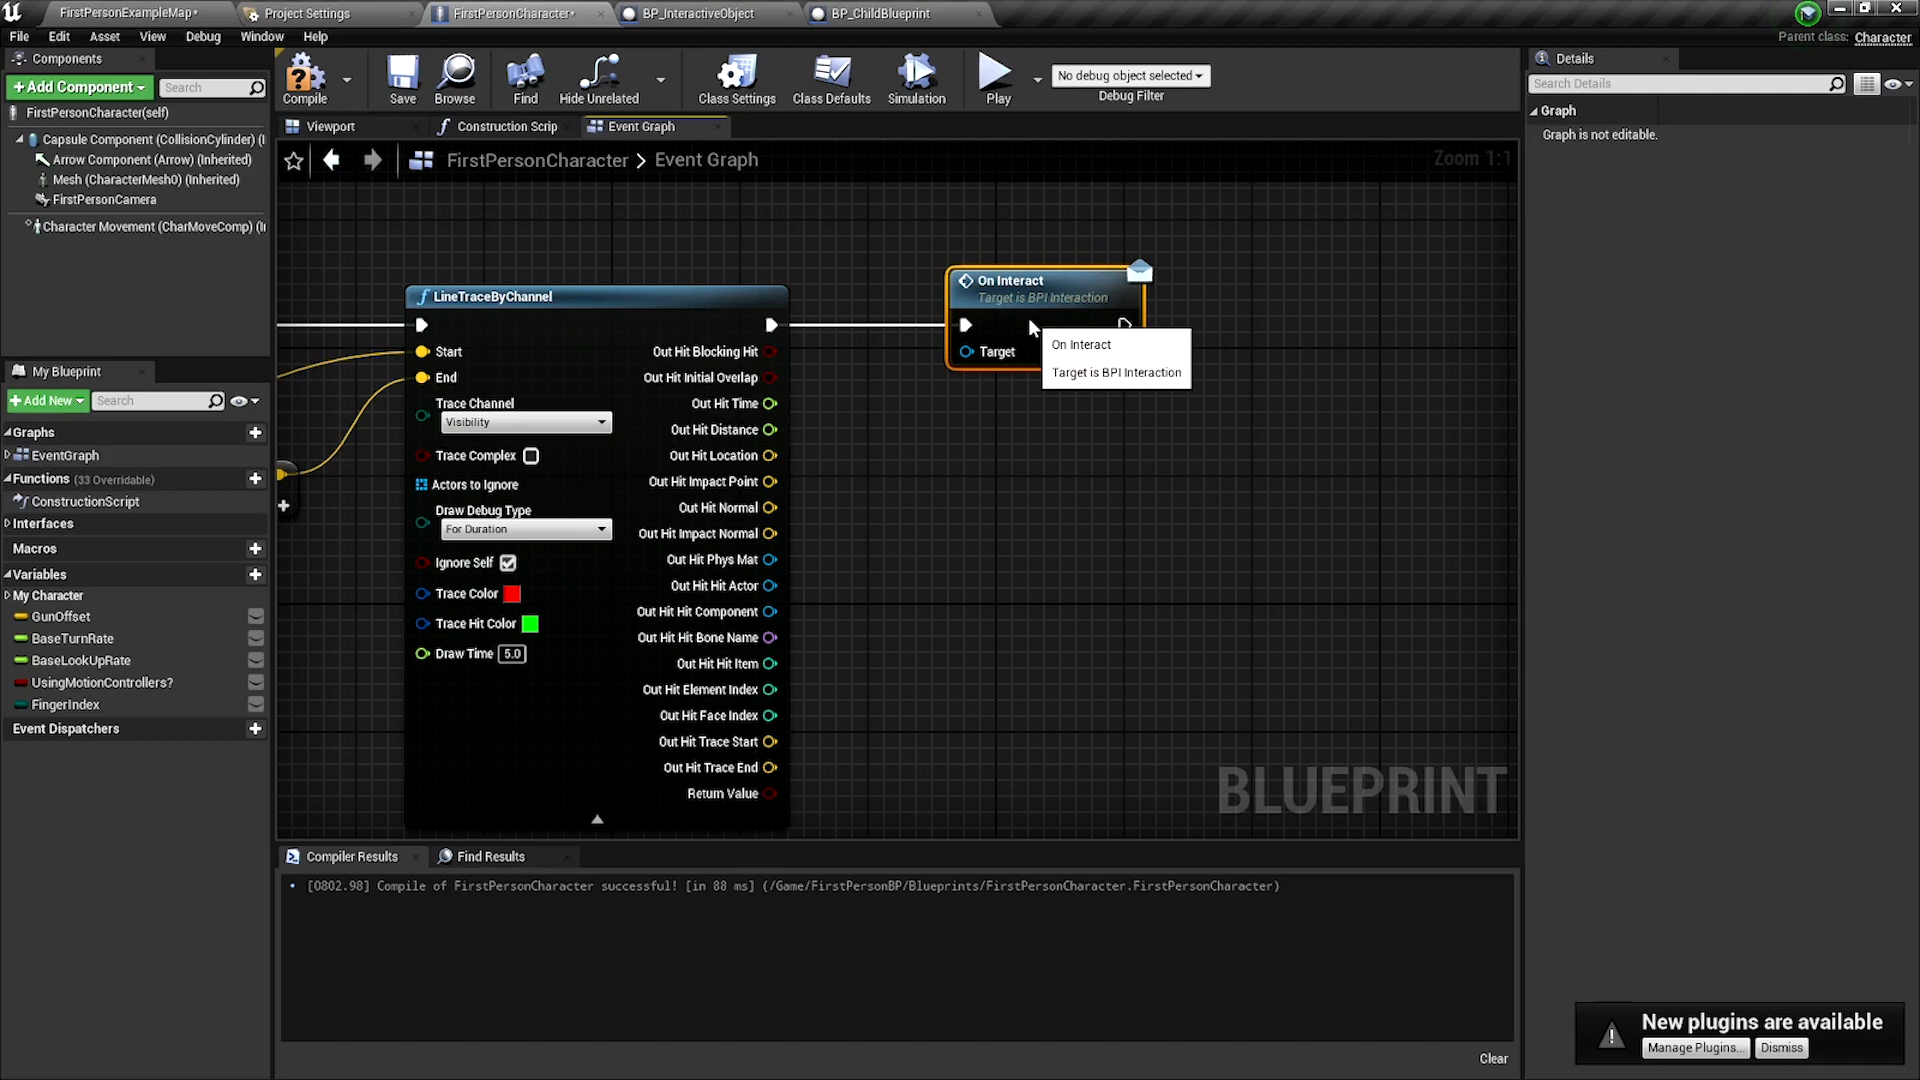 FirstPersonExampleMap*
Project Settings
FirstPersonCharacter*
BP_InteractiveObject
BP_ChildBlueprint
File Edit Asset View Debug Window Help
Parent class: Character
Components
+Add Component
Search
FirstPersonCharacter(self)
Capsule Component (CollisionCylinder) (I
Arrow Component (Arrow) (Inherited)
Mesh (CharacterMesh0) (Inherited)
FirstPersonCamera
Character Movement (CharMoveComp) (I
My Blueprint
+Add New
Search
Graphs
EventGraph
Functions (33 Overridable)
ConstructionScript
Interfaces
Macros
Variables
My Character
GunOffset
BaseTurnRate
BaseLookUpRate
UsingMotionControllers?
FingerIndex
Event Dispatchers
Compile
Save
Browse
Find
Hide Unrelated
Class Settings
Class Defaults
Simulation
Play
No debug object selected
Debug Filter
Viewport
Construction Scrip
Event Graph
FirstPersonCharacter > Event Graph
Zoom 1:1
LineTraceByChannel
Start
End
Trace Channel
Visibility
Trace Complex
Actors to Ignore
Draw Debug Type
For Duration
Ignore Self
Trace Color
Trace Hit Color
Draw Time 5.0
Out Hit Blocking Hit
Out Hit Initial Overlap
Out Hit Time
Out Hit Distance
Out Hit Location
Out Hit Impact Point
Out Hit Normal
Out Hit Impact Normal
Out Hit Phys Mat
Out Hit Hit Actor
Out Hit Hit Component
Out Hit Hit Bone Name
Out Hit Hit Item
Out Hit Element Index
Out Hit Face Index
Out Hit Trace Start
Out Hit Trace End
Return Value
On Interact
Target is BPI Interaction
Target
On Interact
Target is BPI Interaction
BLUEPRINT
Compiler Results
Find Results
[0802.98] Compile of FirstPersonCharacter successful! [in 88 ms] (/Game/FirstPersonBP/Blueprints/FirstPersonCharacter.FirstPersonCharacter)
Clear
Details
Search Details
Graph
Graph is not editable.
New plugins are available
Manage Plugins...
Dismiss